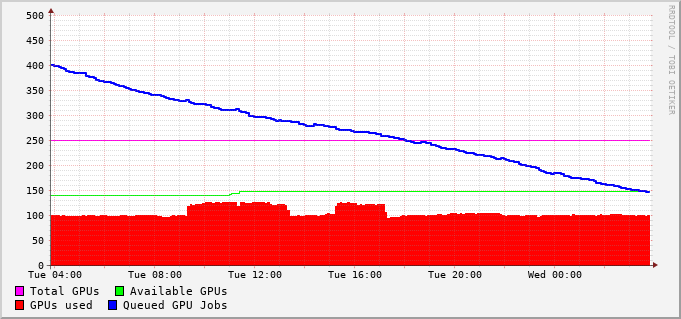 500
450
400
350
300
250
200
150
100
50
0
Tue 04:00 Tue 08:00 Tue 12:00 Tue 16:00 Tue 20:00 Wed 00:00
Total GPUs Available GPUs
GPUs used Queued GPU Jobs
RRDTOOL / TOBI OETIKER